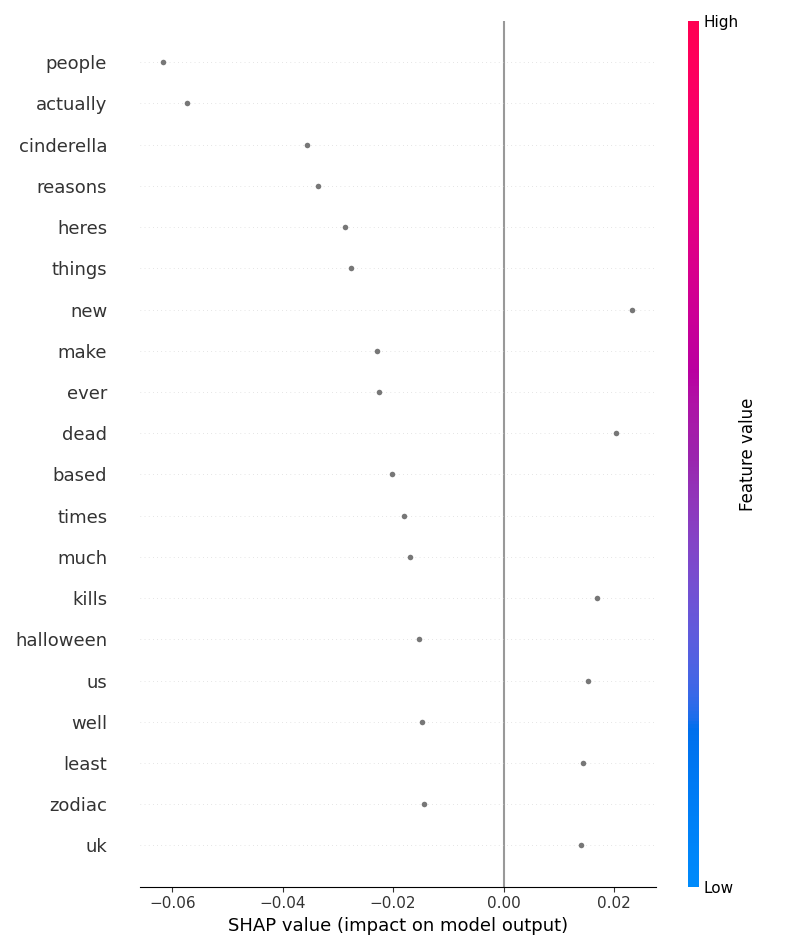 High
people
actually
cinderella
reasons
heres
things
new
make
ever
dead
based
times
much
kills
halloween
us
well
least
zodiac
uk
Feature value
Low
−0.06 −0.04 −0.02 0.00 0.02
SHAP value (impact on model output)